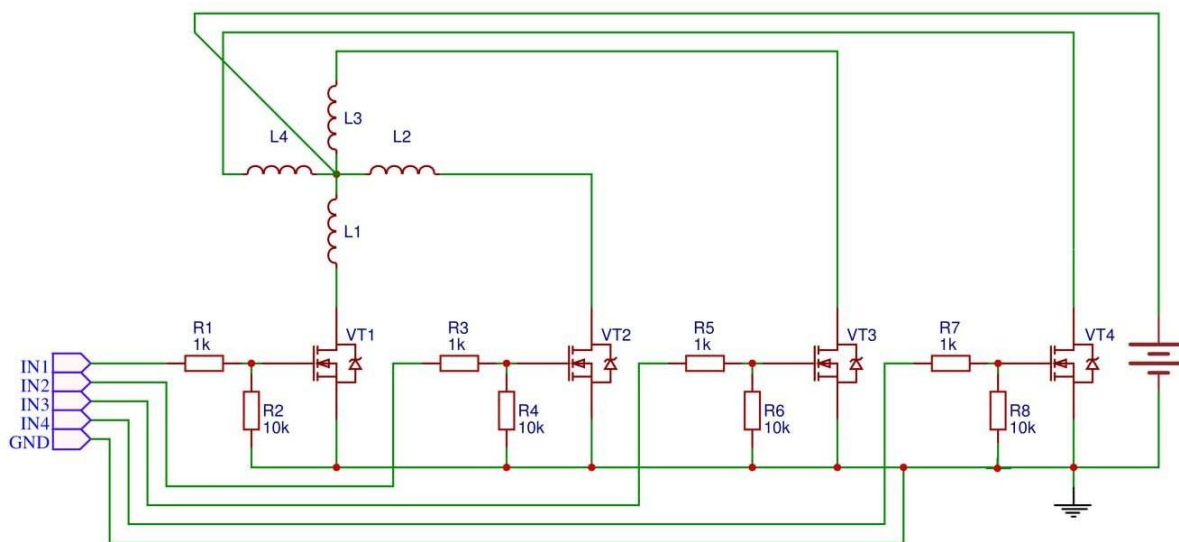 L3
L4
L2
L1
R1
1k
VT1
R3
1k
VT2
R5
1k
VT3
R7
1k
VT4
IN1
IN2
IN3
IN4
GND
R2
10k
R4
10k
R6
10k
R8
10k